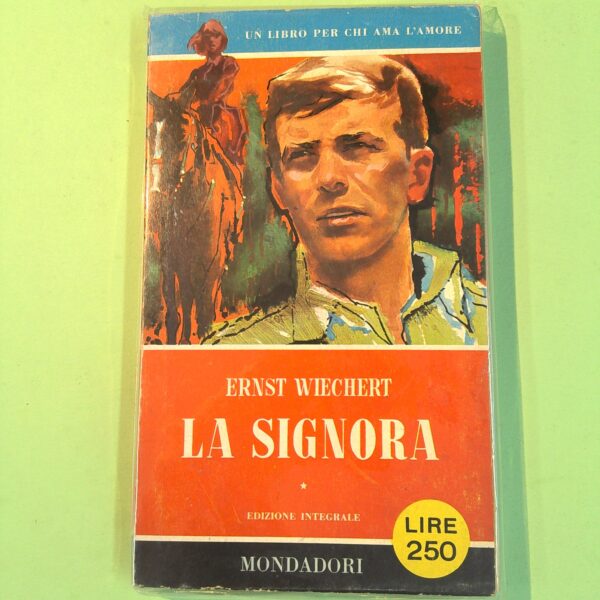 UN LIBRO PER CHI AMA L'AMORE
ERNST WIECHERT
LA SIGNORA
EDIZIONE INTEGRALE
LIRE
250
MONDADORI